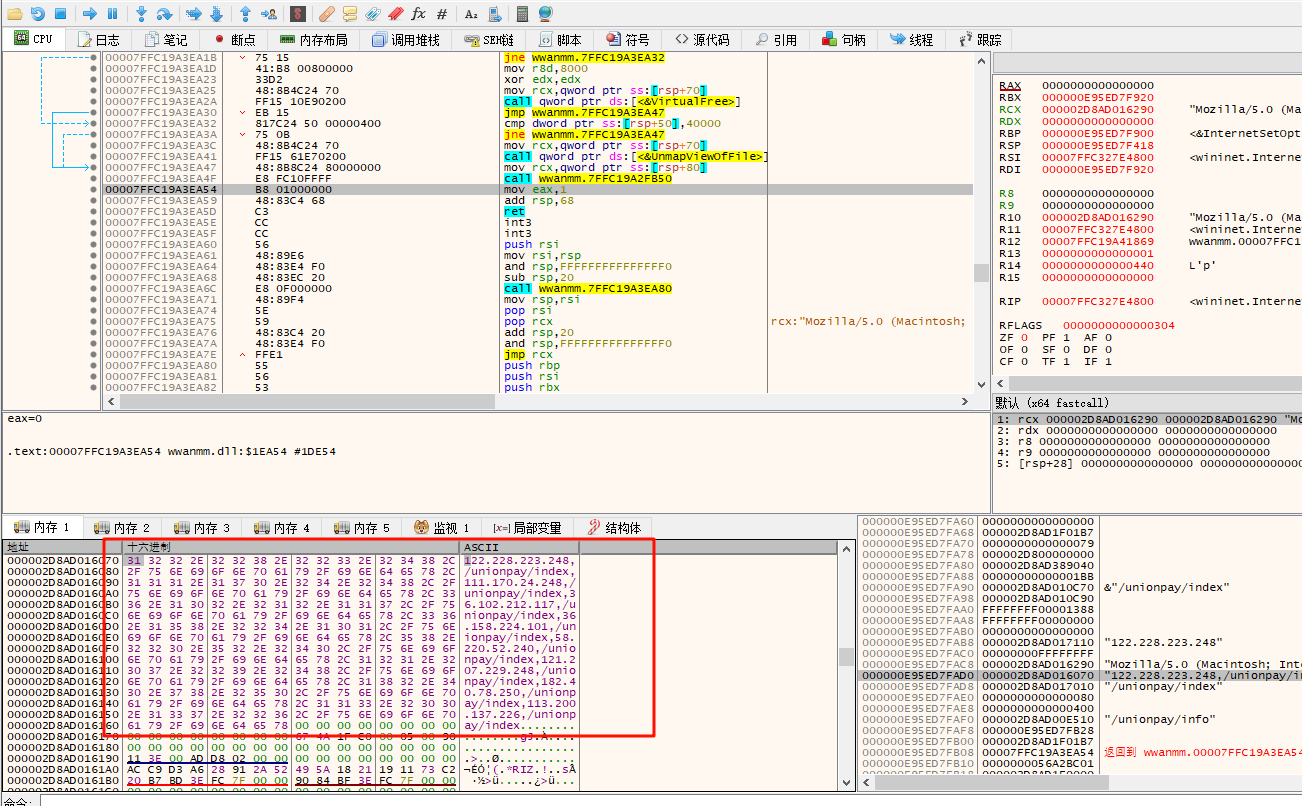 CPU 日志 笔记 断点 内存布局 调用堆栈 SEH链 脚本 符号 源代码 引用 句柄 线程 跟踪
00007FFC19A3EA1B 75 15 jne wwanmm.7FFC19A3EA32
00007FFC19A3EA1D 41:B8 00800000 mov r8d,8000
00007FFC19A3EA23 33D2 xor edx,edx
00007FFC19A3EA25 48:8B4C24 70 mov rcx,qword ptr ss:[rsp+70]
00007FFC19A3EA2A FF15 10E90200 call qword ptr ds:[<&VirtualFree>]
00007FFC19A3EA30 EB 15 jmp wwanmm.7FFC19A3EA47
00007FFC19A3EA32 817C24 50 00000400 cmp dword ptr ss:[rsp+50],40000
00007FFC19A3EA3A 75 0B jne wwanmm.7FFC19A3EA47
00007FFC19A3EA3C 48:8B4C24 70 mov rcx,qword ptr ss:[rsp+70]
00007FFC19A3EA41 FF15 61E70200 call qword ptr ds:[<&UnmapViewOfFile>]
00007FFC19A3EA47 48:8B8C24 80000000 mov rcx,qword ptr ss:[rsp+80]
00007FFC19A3EA4F E8 FC10FFFF call wwanmm.7FFC19A2FB50
00007FFC19A3EA54 B8 01000000 mov eax,1
00007FFC19A3EA59 48:83C4 68 add rsp,68
00007FFC19A3EA5D C3 ret
00007FFC19A3EA5E CC int3
00007FFC19A3EA5F CC int3
00007FFC19A3EA60 56 push rsi
00007FFC19A3EA61 48:89E6 mov rsi,rsp
00007FFC19A3EA64 48:83E4 F0 and rsp,FFFFFFFFFFFFFFF0
00007FFC19A3EA68 48:83EC 20 sub rsp,20
00007FFC19A3EA6C E8 0F000000 call wwanmm.7FFC19A3EA80
00007FFC19A3EA71 48:89F4 mov rsp,rsi
00007FFC19A3EA74 5E pop rsi
00007FFC19A3EA75 59 pop rcx rcx:"Mozilla/5.0 (Macintosh;
00007FFC19A3EA76 48:83C4 20 add rsp,20
00007FFC19A3EA7A 48:83E4 F0 and rsp,FFFFFFFFFFFFFFF0
00007FFC19A3EA7E FFE1 jmp rcx
00007FFC19A3EA80 55 push rbp
00007FFC19A3EA81 56 push rsi
00007FFC19A3EA82 53 push rbx
RAX 0000000000000000
RBX 000000E95ED7F920
RCX 000002D8AD016290 "Mozilla/5.0 (Ma
RDX 0000000000000000
RBP 000000E95ED7F900 <&InternetSetOpt
RSP 000000E95ED7F418
RSI 00007FFC327E4800 <wininet.Interne
RDI 000000E95ED7F920
R8 0000000000000000
R9 0000000000000000
R10 000002D8AD016290 "Mozilla/5.0 (Ma
R11 00007FFC327E4800 <wininet.Interne
R12 00007FFC19A41869 wwanmm.00007FFC1
R13 0000000000000001
R14 0000000000000440 L'p'
R15 0000000000000000
RIP 00007FFC327E4800 <wininet.Interne
RFLAGS 0000000000000304
ZF 0 PF 1 AF 0
OF 0 SF 0 DF 0
CF 0 TF 1 IF 1
默认 (x64 fastcall)
1: rcx 000002D8AD016290 000002D8AD016290 "Mo
2: rdx 0000000000000000 0000000000000000
3: r8 0000000000000000 0000000000000000
4: r9 0000000000000000 0000000000000000
5: [rsp+28] 0000000000000000 000000000000000
eax=0
.text:00007FFC19A3EA54 wwanmm.dll:$1EA54 #1DE54
内存 1 内存 2 内存 3 内存 4 内存 5 监视 1 局部变量 结构体
地址 十六进制 ASCII
000002D8AD016070 31 32 32 2E 32 32 38 2E 32 32 33 2E 32 34 38 2C 122.228.223.248,
000002D8AD016080 2F 75 6E 69 6F 6E 70 61 79 2F 69 6E 64 65 78 2C /unionpay/index,
000002D8AD016090 31 31 31 2E 31 37 30 2E 32 34 2E 32 34 38 2C 2F 111.170.24.248,/
000002D8AD0160A0 75 6E 69 6F 6E 70 61 79 2F 69 6E 64 65 78 2C 33 unionpay/index,3
000002D8AD0160B0 36 2E 31 30 32 2E 32 31 32 2E 31 31 37 2C 2F 75 6.102.212.117,/u
000002D8AD0160C0 6E 69 6F 6E 70 61 79 2F 69 6E 64 65 78 2C 33 36 nionpay/index,36
000002D8AD0160D0 2E 31 35 38 2E 32 32 34 2E 31 30 31 2C 2F 75 6E .158.224.101,/un
000002D8AD0160E0 69 6F 6E 70 61 79 2F 69 6E 64 65 78 2C 35 38 2E ionpay/index,58.
000002D8AD0160F0 32 32 30 2E 35 32 2E 32 34 30 2C 2F 75 6E 69 6F 220.52.240,/unio
000002D8AD016100 6E 70 61 79 2F 69 6E 64 65 78 2C 31 32 31 2E 32 npay/index,121.2
000002D8AD016110 30 37 2E 32 32 39 2E 32 34 38 2C 2F 75 6E 69 6F 07.229.248,/unio
000002D8AD016120 6E 70 61 79 2F 69 6E 64 65 78 2C 31 38 32 2E 34 npay/index,182.4
000002D8AD016130 30 2E 37 38 2E 32 35 30 2C 2F 75 6E 69 6F 6E 70 0.78.250,/unionp
000002D8AD016140 61 79 2F 69 6E 64 65 78 2C 31 31 33 2E 32 30 30 ay/index,113.200
000002D8AD016150 2E 31 33 37 2E 32 32 36 2C 2F 75 6E 69 6F 6E 70 .137.226,/unionp
000002D8AD016160 61 79 2F 69 6E 64 65 78 00 00 00 00 00 00 00 00 ay/index........
000002D8AD016180 00 00 00 00 00 00 00 00 00 00 00 00 00 00 00 00 ................
000002D8AD016190 11 3E 00 AD D8 02 00 00 00 00 00 00 00 00 00 00
000002D8AD0161A0 AC C9 D3 A6 28 91 2A 52 49 5A 18 21 19 11 73 C2
000002D8AD0161B0 20 B7 BD 3E FC 7F 00 00 90 84 BF 3E FC 7F 00 00
000000E95ED7FA60 0000000000000000
000000E95ED7FA68 000002D8AD1F01B7
000000E95ED7FA70 0000000000000079
000000E95ED7FA78 000002D800000000
000000E95ED7FA80 000002D8AD389040
000000E95ED7FA88 00000000000001BB
000000E95ED7FA90 000002D8AD010C70 &"/unionpay/index"
000000E95ED7FA98 000002D8AD010C90
000000E95ED7FAA0 FFFFFFFF00001388
000000E95ED7FAA8 FFFFFFFF00000000
000000E95ED7FAB0 0000000000000000
000000E95ED7FAB8 000002D8AD017110 "122.228.223.248"
000000E95ED7FAC0 00000000FFFFFFFF
000000E95ED7FAC8 000002D8AD016290 "Mozilla/5.0 (Macintosh; Inte
000000E95ED7FAD0 000002D8AD016070 "122.228.223.248,/unionpay/in
000000E95ED7FAD8 000002D8AD017010 "/unionpay/index"
000000E95ED7FAE0 0000000000000080
000000E95ED7FAE8 0000000000000400
000000E95ED7FAF0 000002D8AD00E510 "/unionpay/info"
000000E95ED7FAF8 000000E95ED7FB28
000000E95ED7FB00 000002D8AD1F01B7
000000E95ED7FB08 00007FFC19A3EA54 返回到 wwanmm.00007FFC19A3EA54
000000E95ED7FB10 000000056A2BC01
命令: